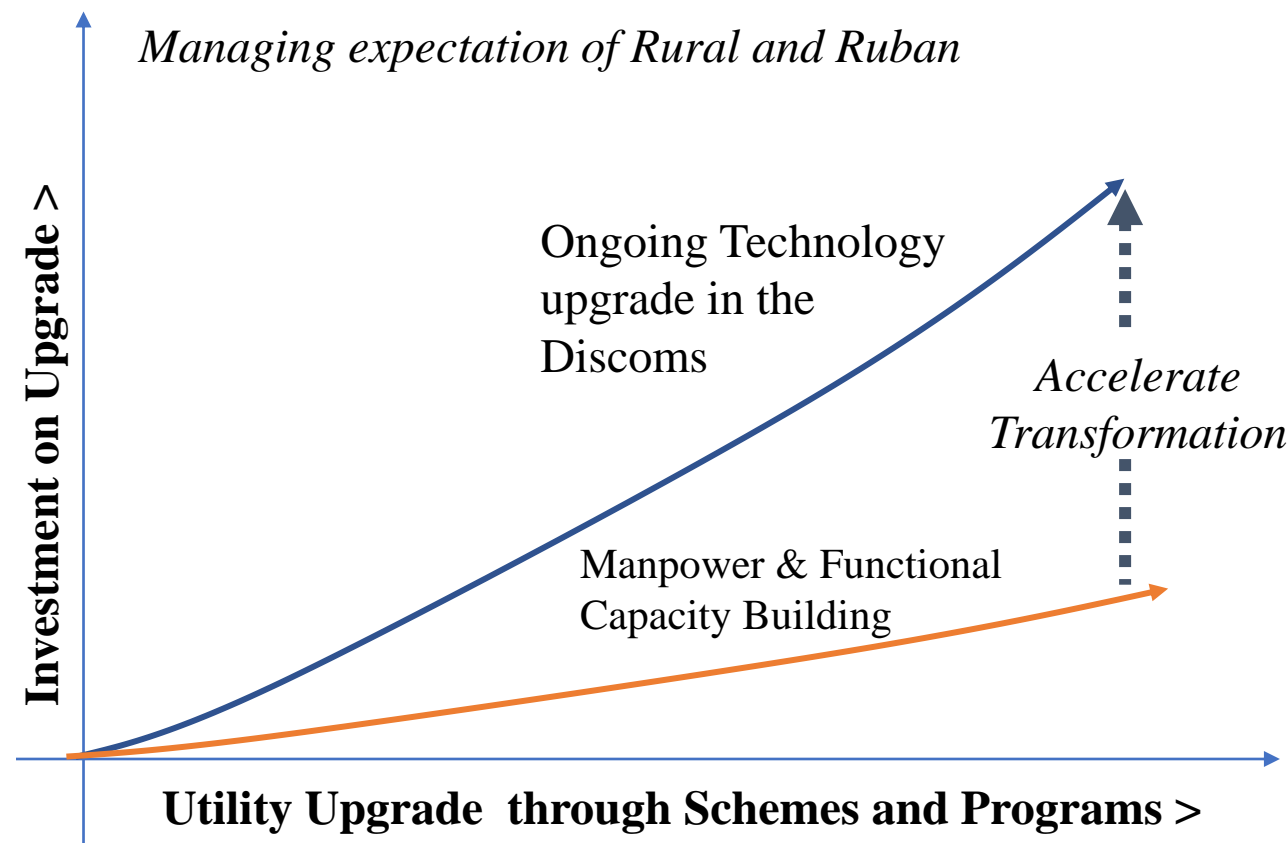 Managing expectation of Rural and Ruban
Investment on Upgrade >
Ongoing Technology
upgrade in the
Discoms
Accelerate
Transformation
Manpower & Functional
Capacity Building
Utility Upgrade through Schemes and Programs >